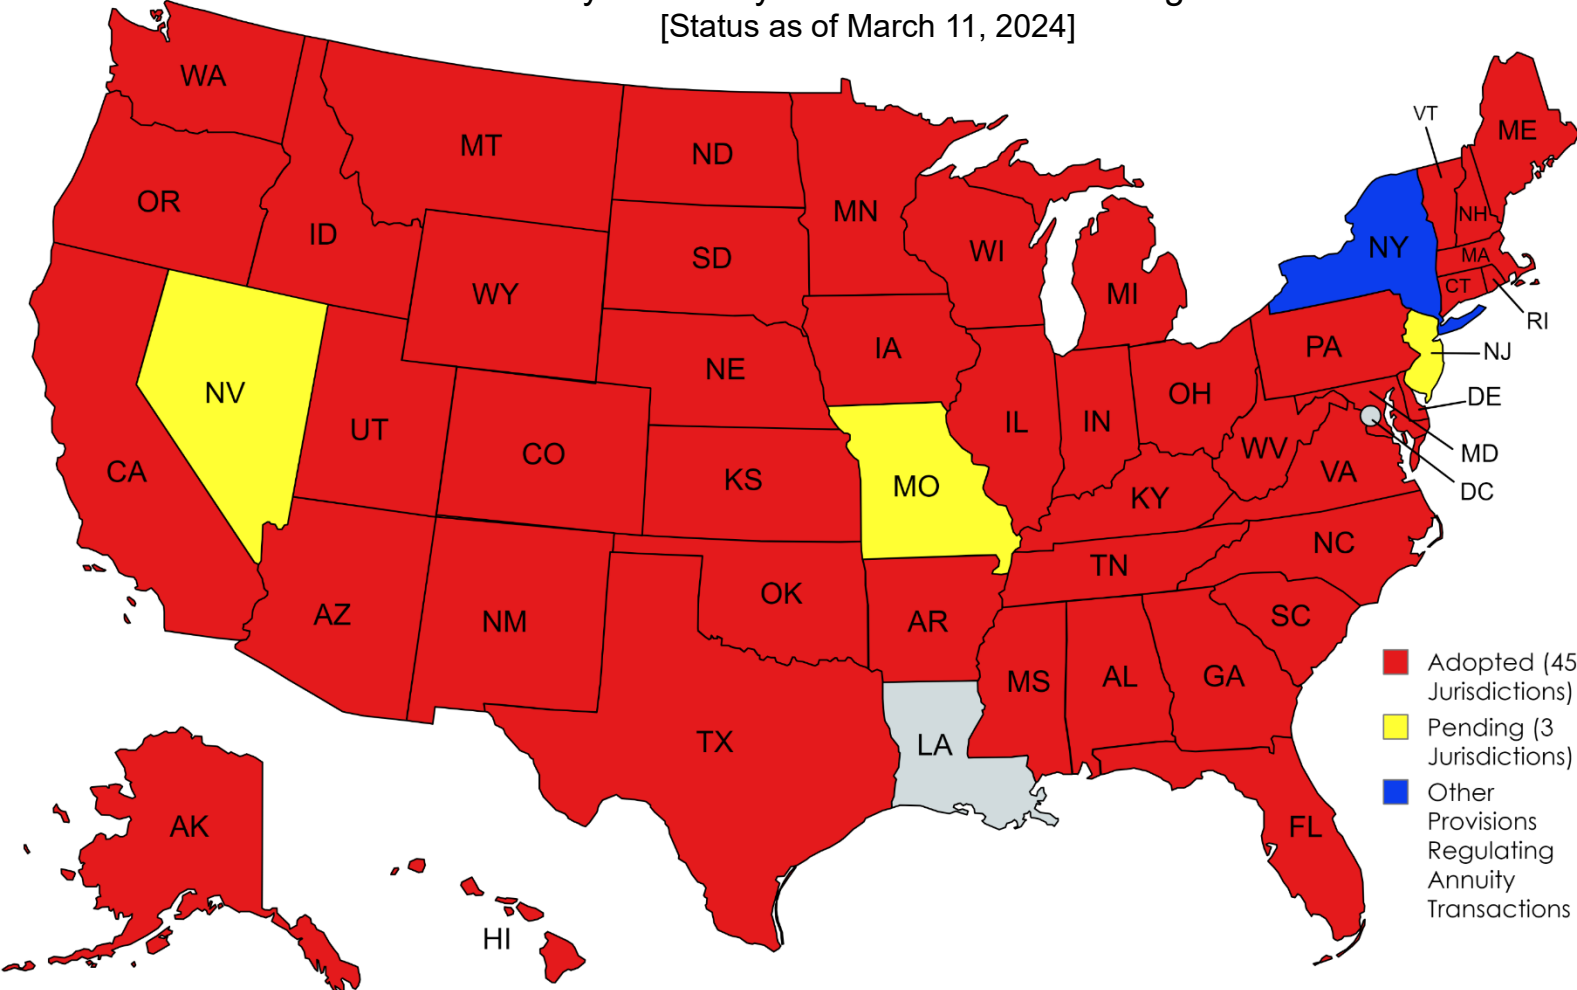 [Status as of March 11, 2024]
WA
MT
ND
MN
OR
ID
WY
SD
WI
MI
VT
ME
NH
NY
MA
CT
RI
NV
UT
CO
NE
IA
IL
IN
OH
PA
NJ
DE
MD
DC
CA
KS
MO
KY
WV
VA
AZ
NM
OK
AR
TN
NC
SC
TX
LA
MS
AL
GA
FL
AK
HI
Adopted (45
Jurisdictions)
Pending (3
Jurisdictions)
Other
Provisions
Regulating
Annuity
Transactions